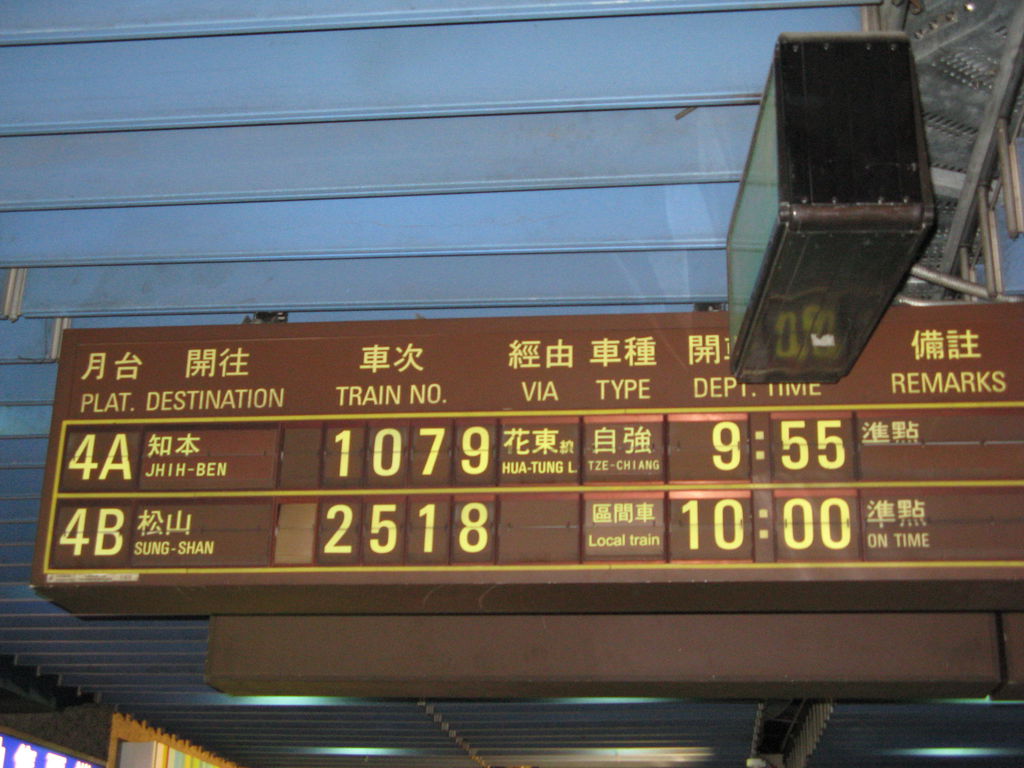 月台 開往 車次 經由 車種 開 備註
PLAT. DESTINATION TRAIN NO. VIA TYPE DEPT. TIME REMARKS
4A 知本 JHIH-BEN 1079 花東線 HUA-TUNG L. 自強 TZE-CHIANG 9:55 準點
4B 松山 SUNG-SHAN 2518 區間車 Local train 10:00 準點 ON TIME